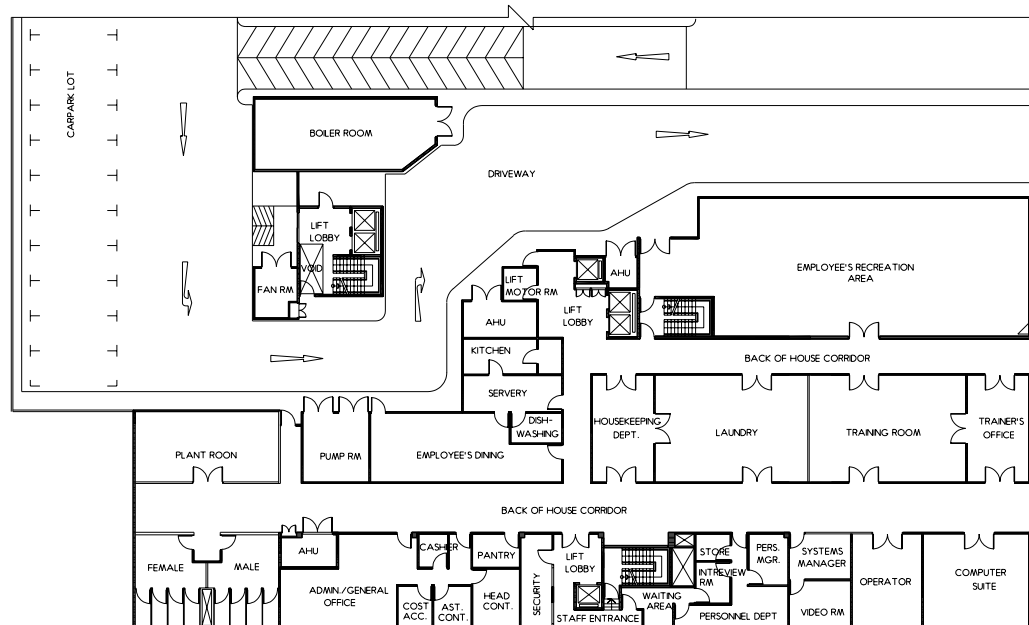 CARPARK LOT
BOILER ROOM
DRIVEWAY
LIFT
LOBBY
VOID
FAN RM
EMPLOYEE'S RECREATION
AREA
AHU
LIFT
MOTOR RM
LIFT
LOBBY
AHU
KITCHEN
BACK OF HOUSE CORRIDOR
SERVERY
DISH-
WASHING
HOUSEKEEPING
DEPT.
LAUNDRY
TRAINING ROOM
TRAINER'S
OFFICE
PLANT ROON
PUMP RM
EMPLOYEE'S DINING
BACK OF HOUSE CORRIDOR
AHU
CASHIER
PANTRY
LIFT
LOBBY
STORE
PERS.
MGR.
SYSTEMS
MANAGER
FEMALE
MALE
INTREVIEW
RM
COMPUTER
SUITE
OPERATOR
ADMIN./GENERAL
OFFICE
HEAD
CONT.
SECURITY
WAITING
AREA
COST
ACC.
AST.
CONT.
STAFF ENTRANCE
PERSONNEL DEPT
VIDEO RM